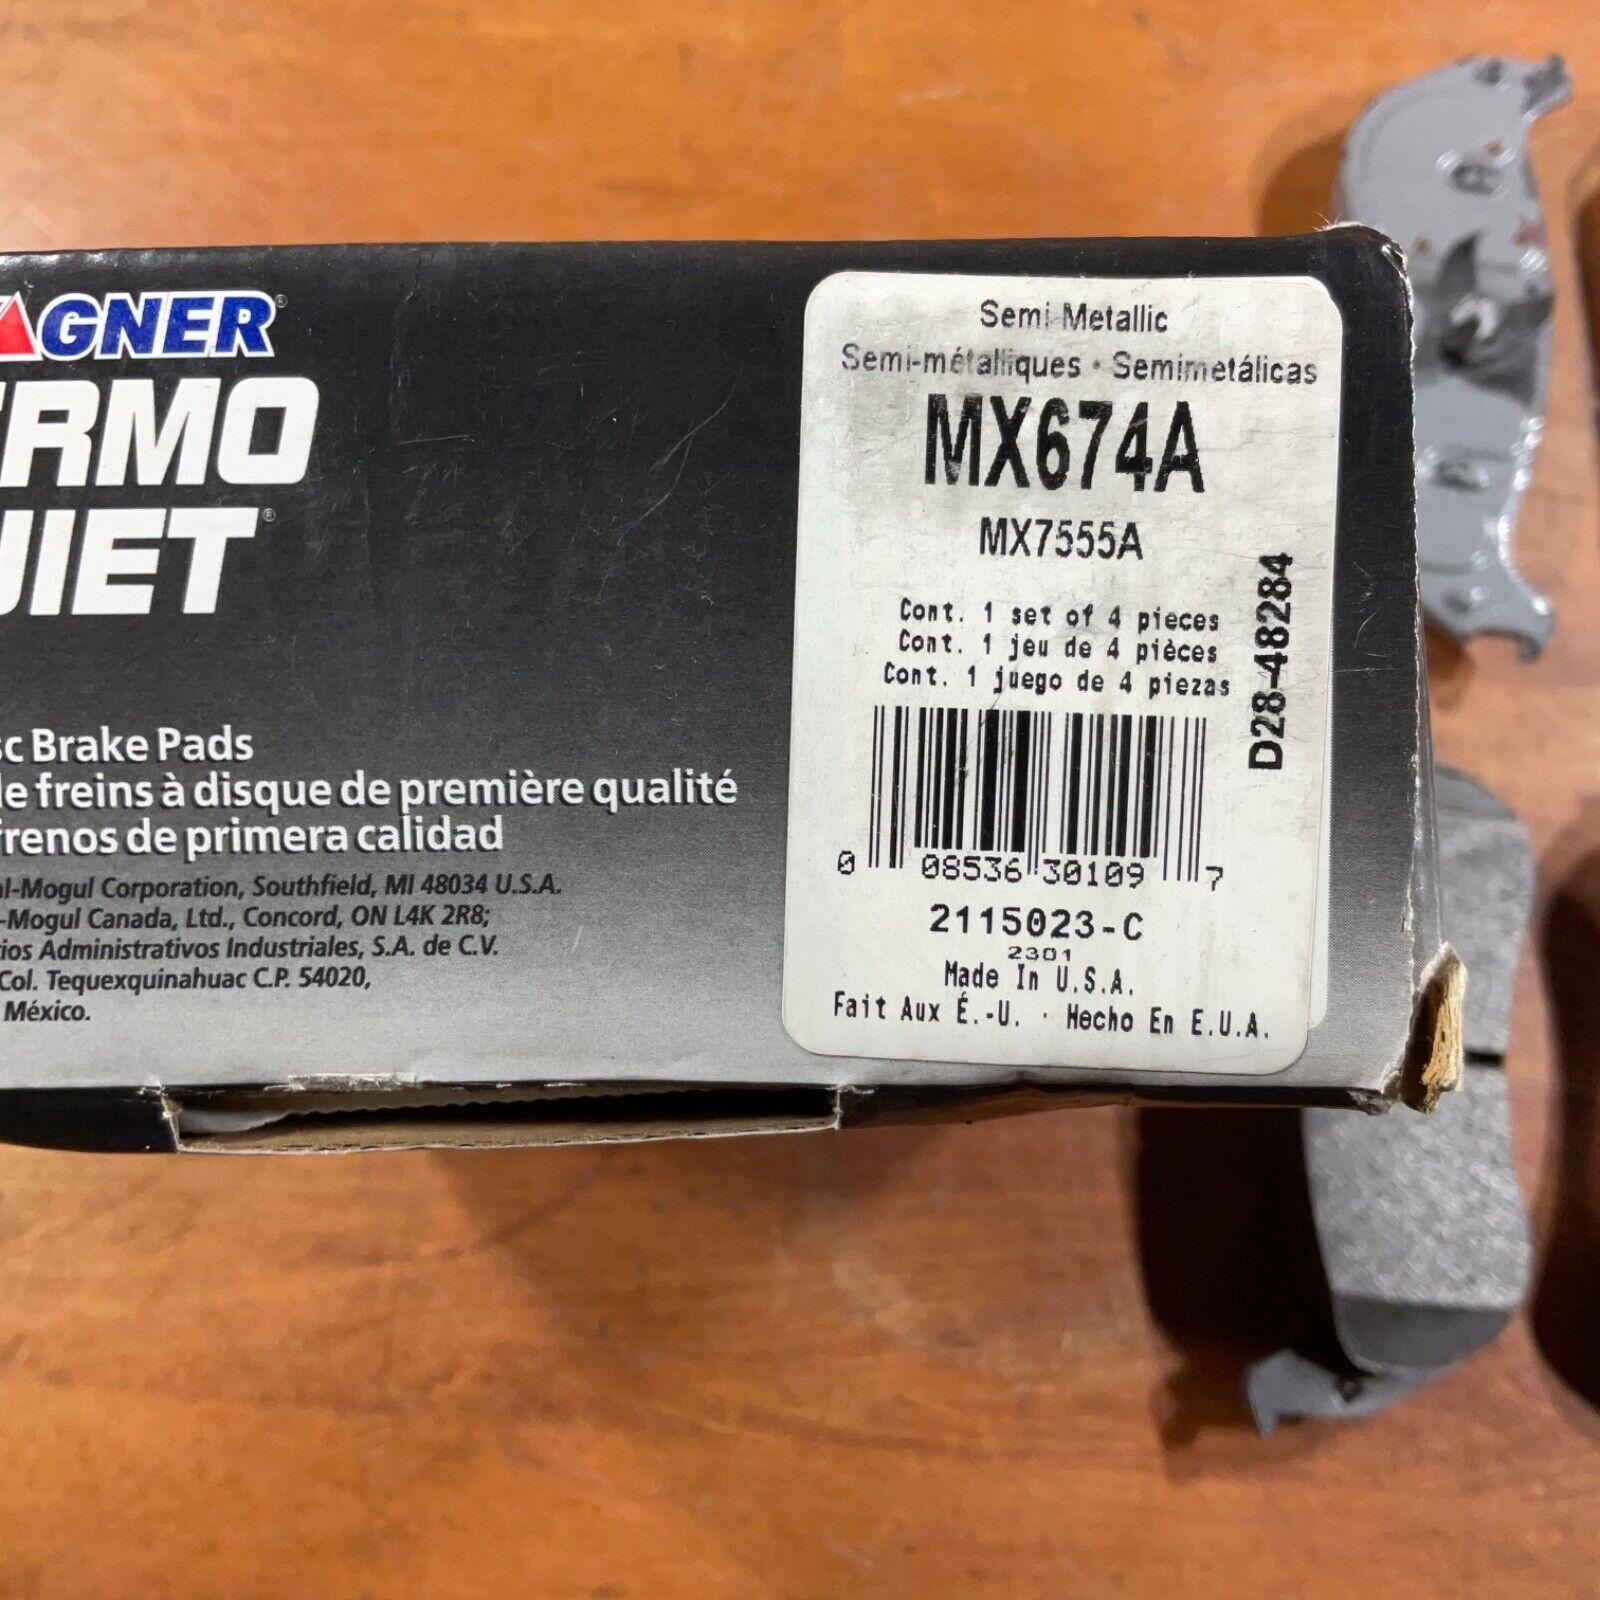 WAGNER®
ERMO
UIET®
sc Brake Pads
de freins à disque de première qualité
frenos de primera calidad
al-Mogul Corporation, Southfield, MI 48034 U.S.A.
-Mogul Canada, Ltd., Concord, ON L4K 2R8;
cios Administrativos Industriales, S.A. de C.V.
Col. Tequexquinahuac C.P. 54020,
México.
Semi-Metallic
Semi-métalliques • Semimetálicas
MX674A
MX7555A
Cont. 1 set of 4 pieces
Cont. 1 jeu de 4 pièces
Cont. 1 juego de 4 piezas
D28-48284
0 08536 30109 7
2115023-C
2301
Made In U.S.A.
Fait Aux É.-U. · Hecho En E.U.A.